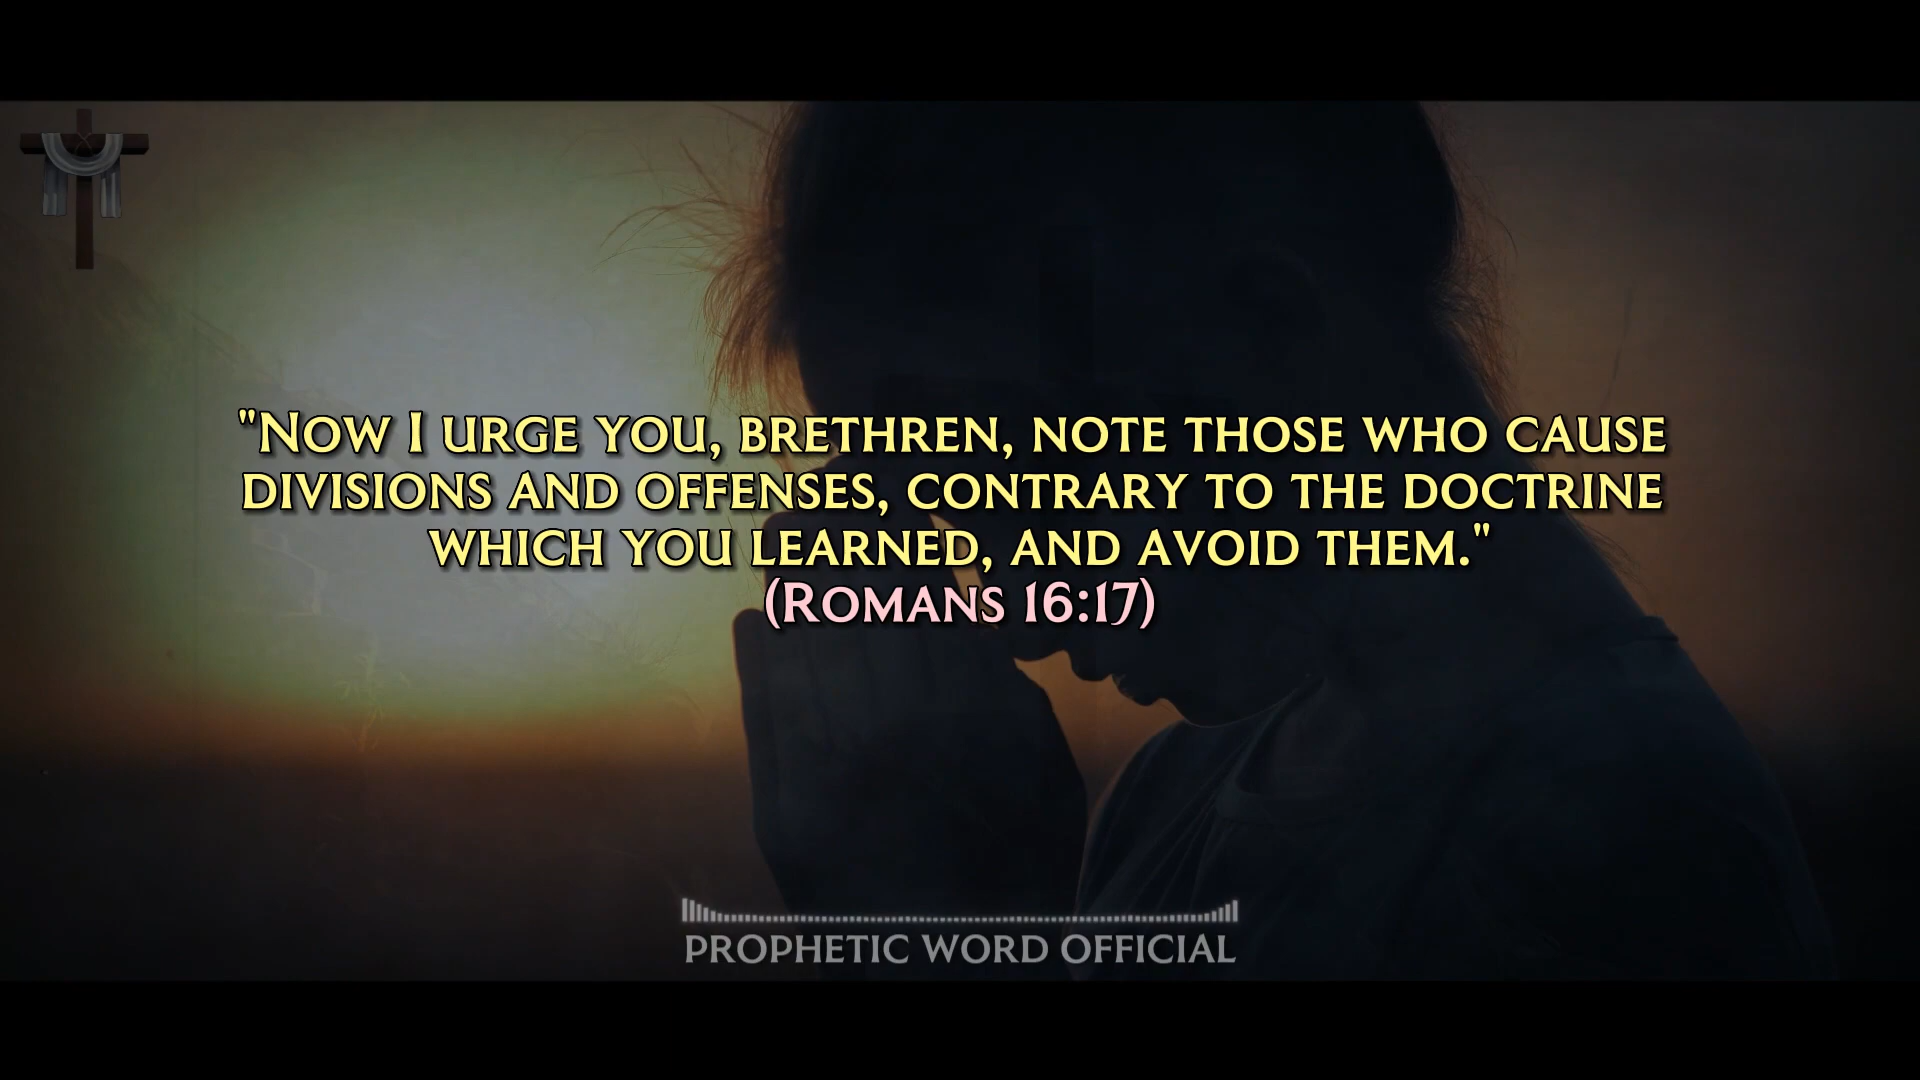 "Now I urge you, brethren, note those who cause
divisions and offenses, contrary to the doctrine
which you learned, and avoid them."
(Romans 16:17)
PROPHETIC WORD OFFICIAL